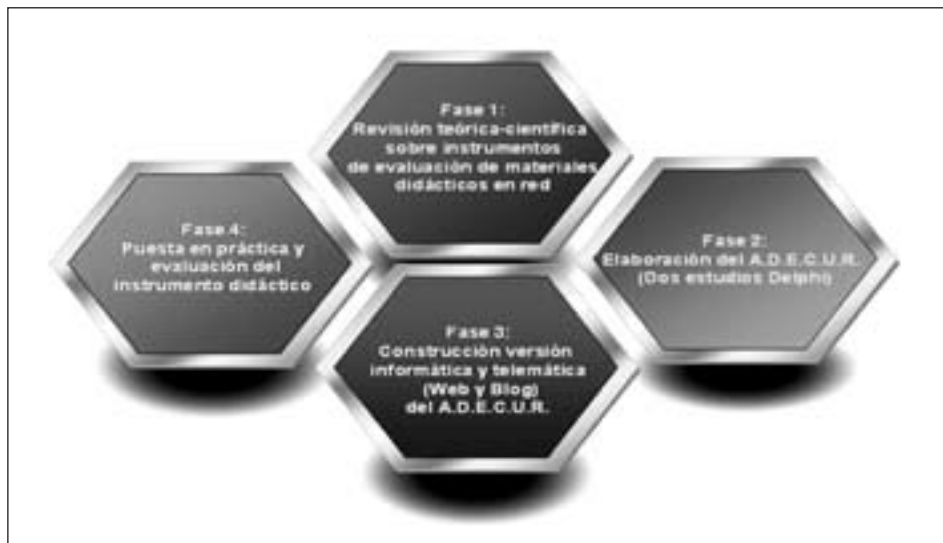 Fase 1:
Revisión teórica-científica
sobre instrumentos
de evaluación de materiales
didácticos en red
Fase 2:
Elaboración del A.D.E.C.U.R.
(Dos estudios Delphi)
Fase 3:
Construcción versión
informática y telemática
(Web y Blog)
del A.D.E.C.U.R.
Fase 4:
Puesta en práctica y
evaluación del
instrumento didáctico